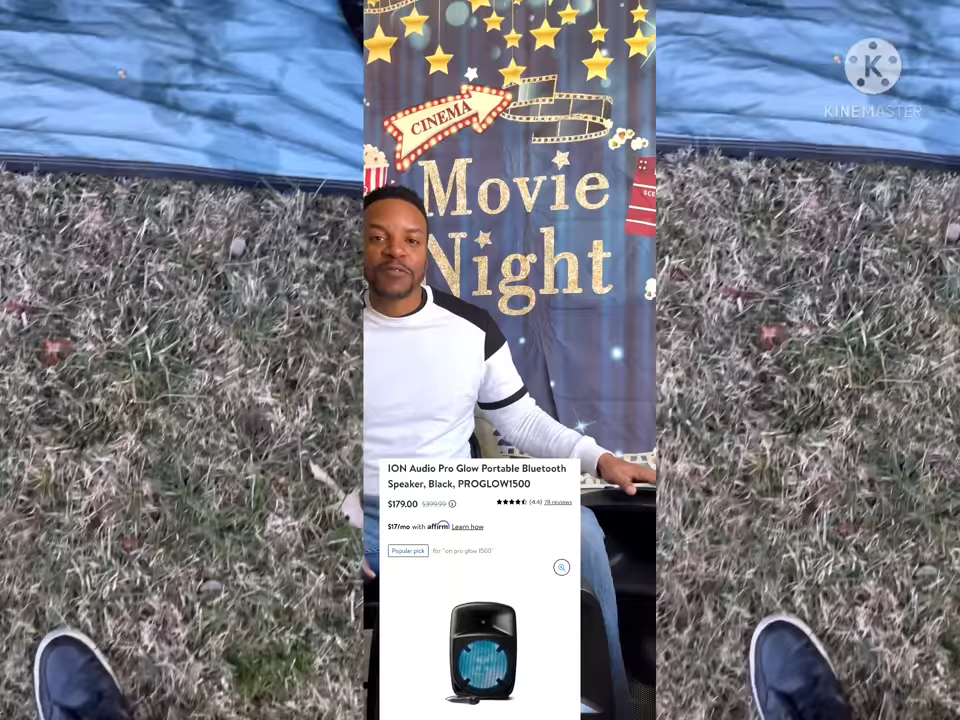 K
KINEMASTER
CINEMA
Movie
Night
SCE
ION Audio Pro Glow Portable Bluetooth
Speaker, Black, PROGLOW1500
$179.00 $399.99
(4.4) 78 reviews
$17/mo with affirm Learn how
Popular pick for "ion pro glow 1500"